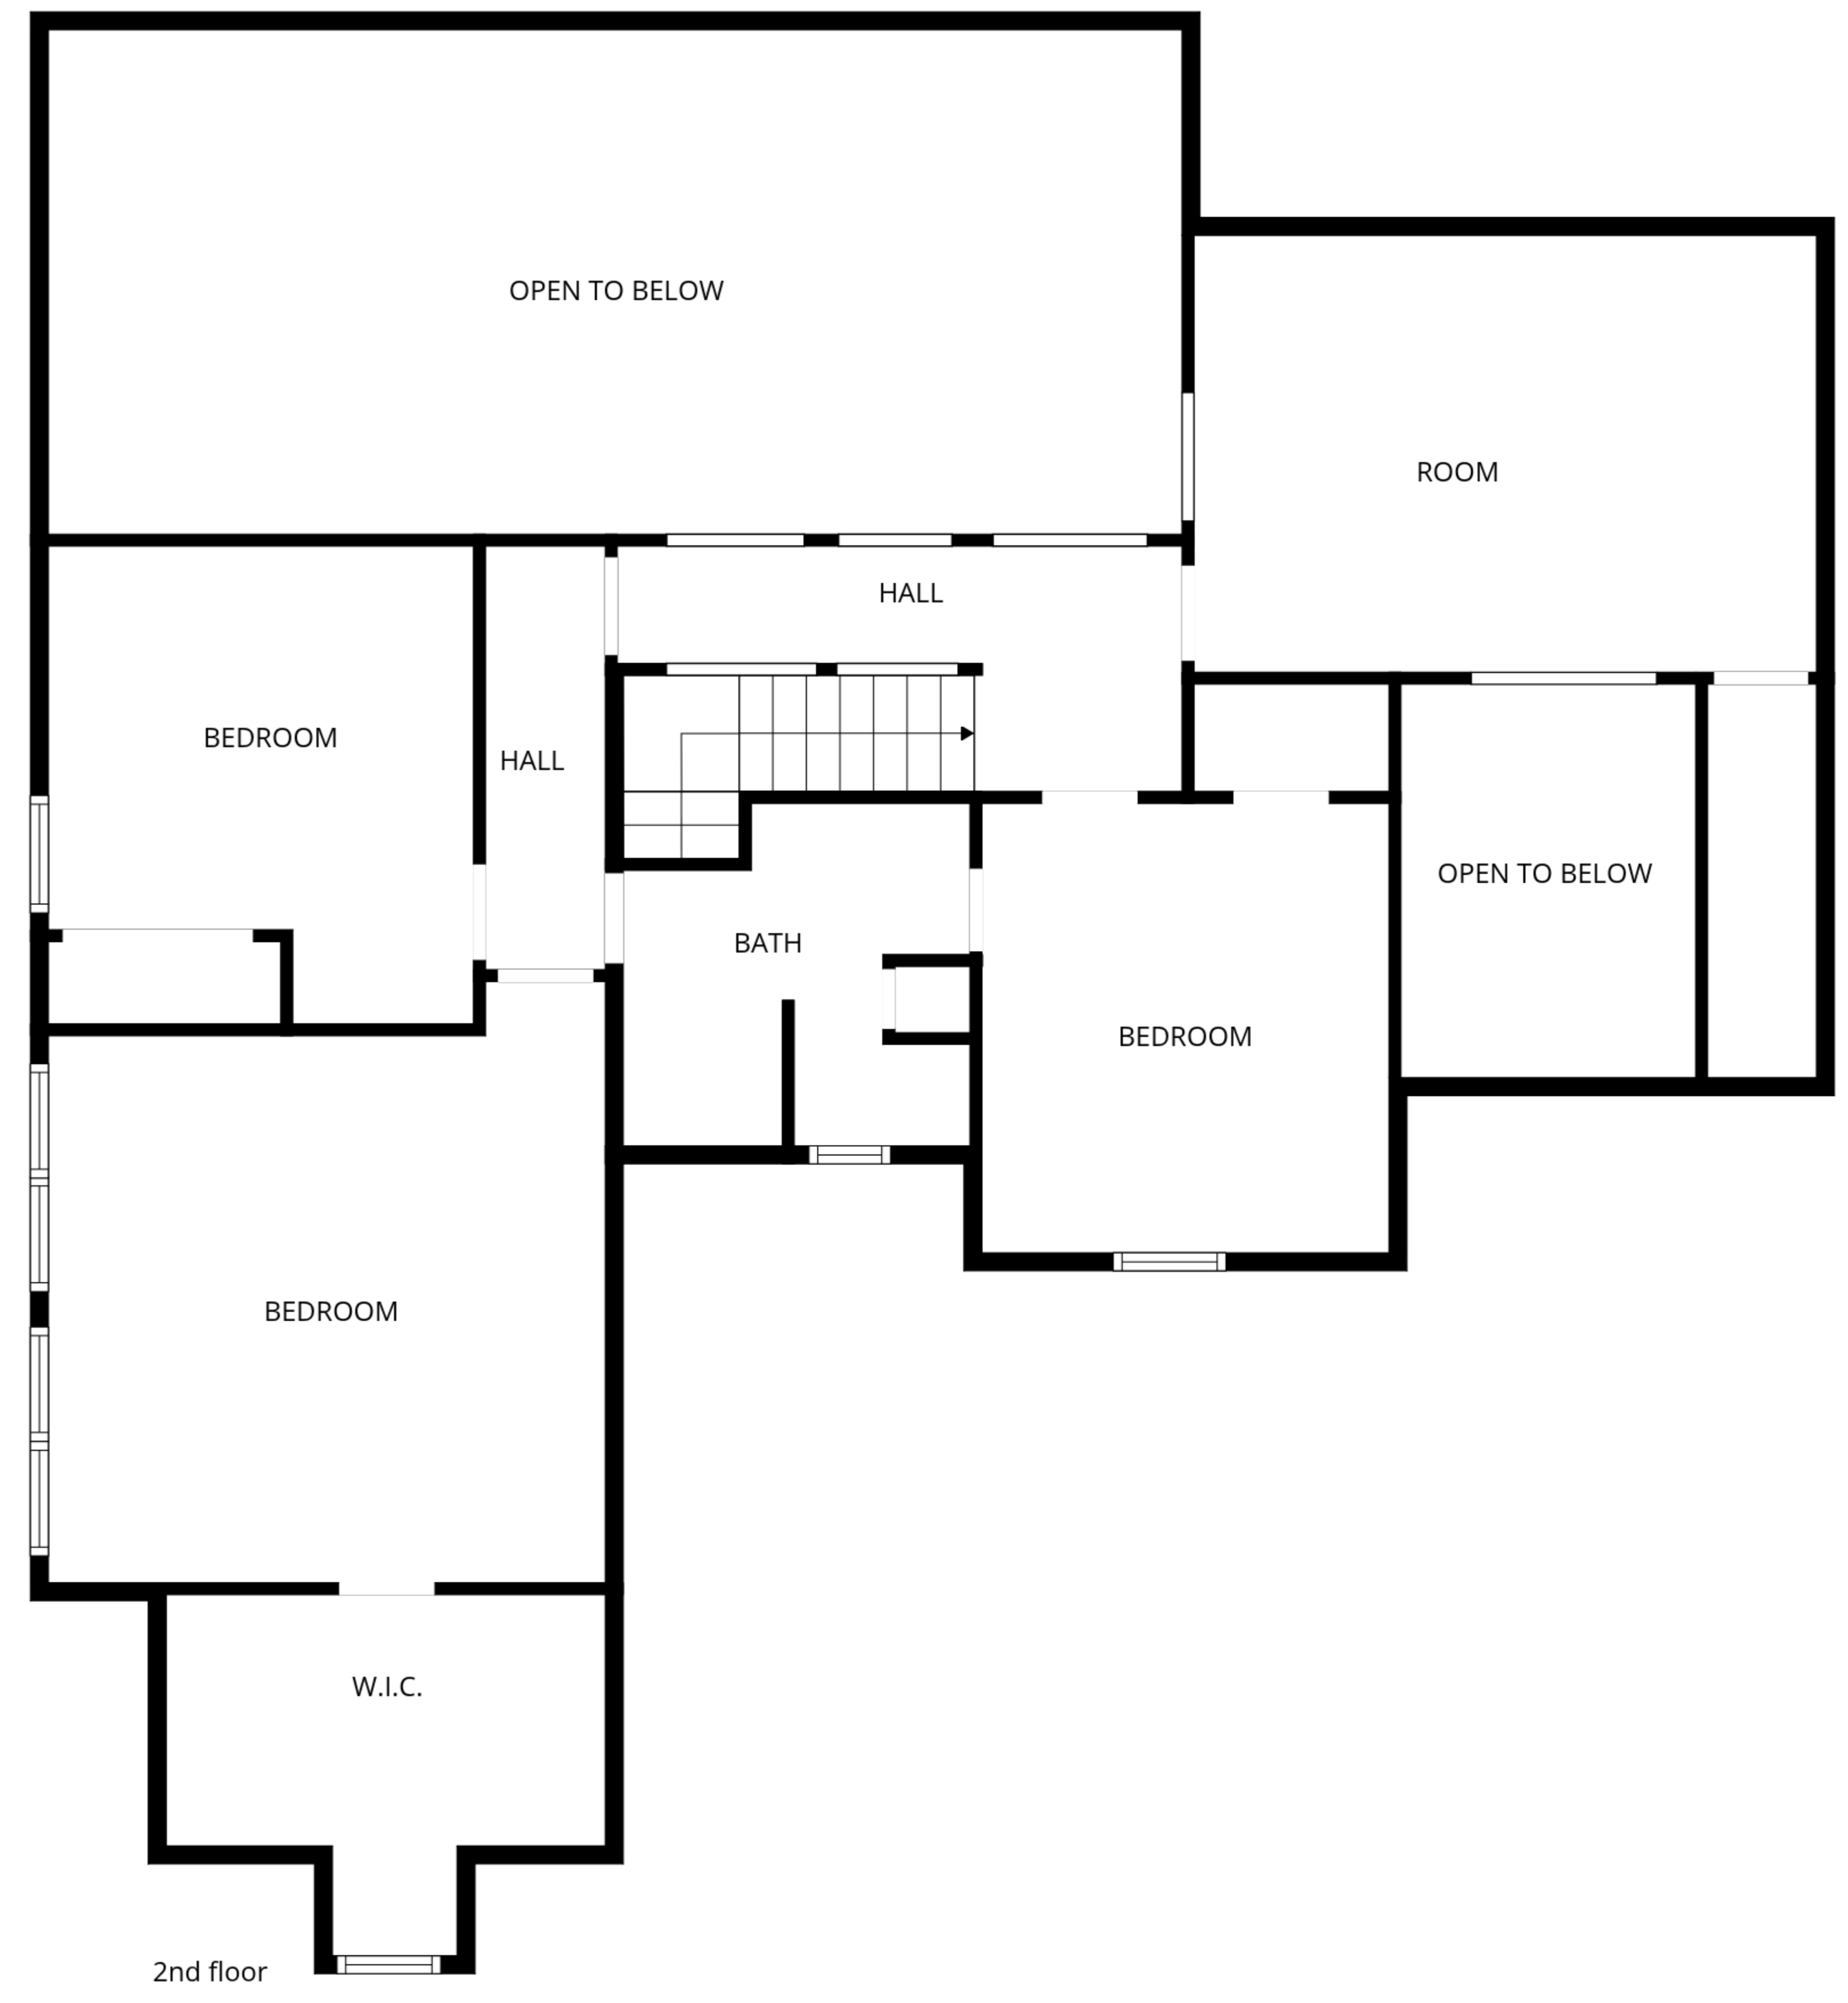 OPEN TO BELOW
ROOM
HALL
BEDROOM
HALL
OPEN TO BELOW
BATH
BEDROOM
BEDROOM
W.I.C.
2nd floor